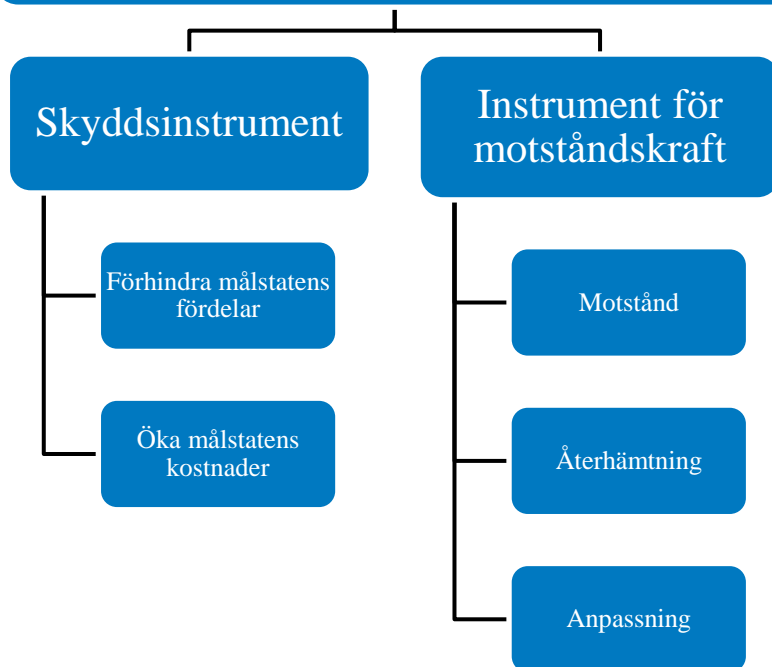 Skyddsinstrument
Förhindra målstatens
fördelar
Öka målstatens
kostnader
Instrument för
motståndskraft
Motstånd
Återhämtning
Anpassning